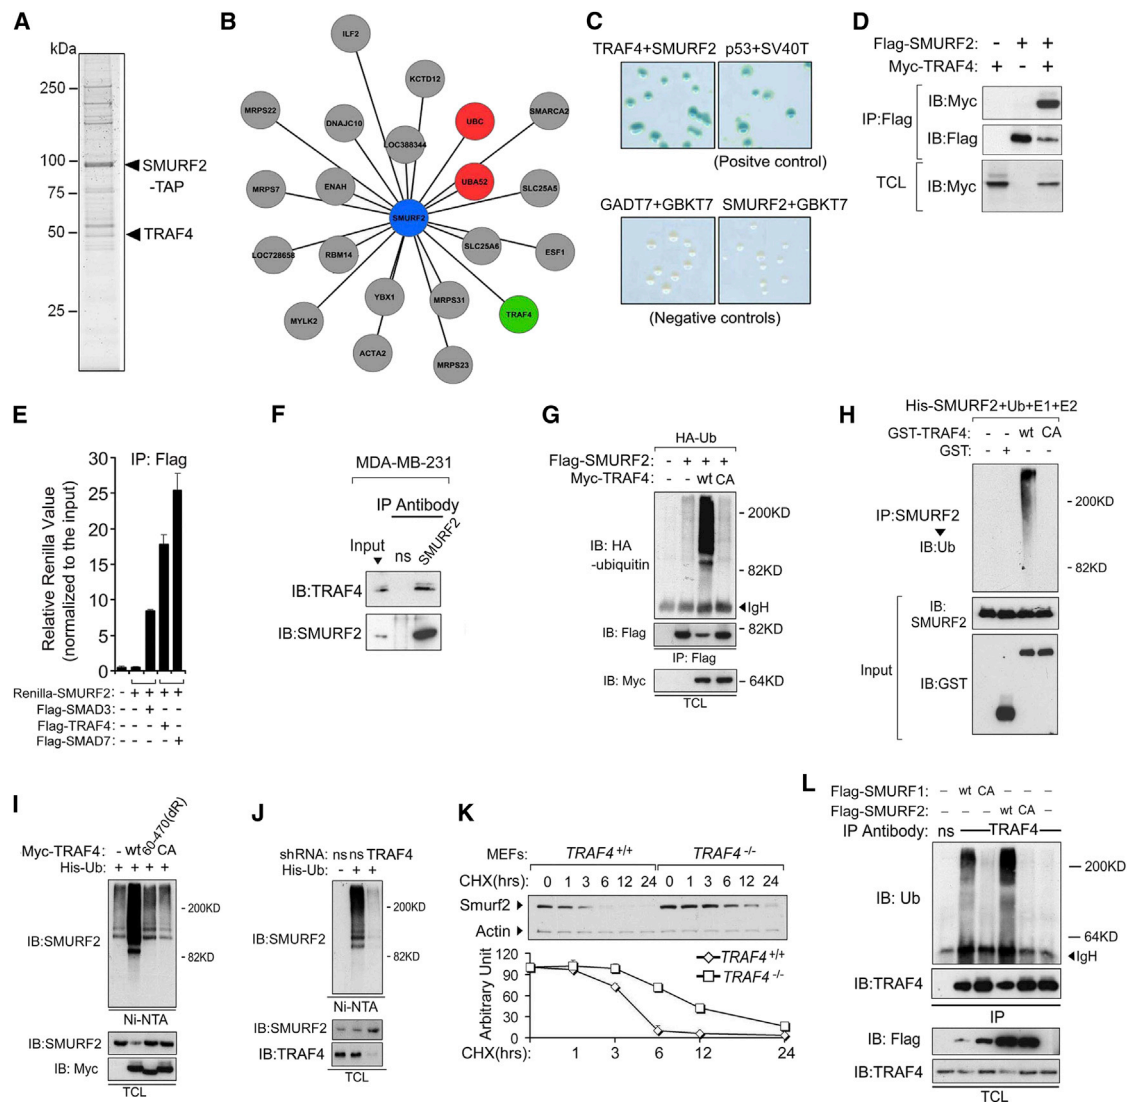 A
kDa
250
100
75
50
25
SMURF2
-TAP
TRAF4
B
ILF2
KCTD12
MRPS22
DNAJC10
UBC
SMARCA2
LOC388344
MRPS7
ENAH
UBA52
SLC25A5
SMURF2
LOC728658
RBM14
SLC25A6
ESF1
YBX1
MRPS31
MYLK2
TRAF4
ACTA2
MRPS23
C
TRAF4+SMURF2 p53+SV40T
(Positive control)
GADT7+GBKT7 SMURF2+GBKT7
(Negative controls)
D
Flag-SMURF2: - + +
Myc-TRAF4: + - +
IP:Flag
IB:Myc
IB:Flag
TCL
IB:Myc
E
IP: Flag
Relative Renilla Value
(normalized to the input)
30
25
20
15
10
5
0
Renilla-SMURF2: - + + + +
Flag-SMAD3: - - + - -
Flag-TRAF4: - - - + -
Flag-SMAD7: - - - - +
F
MDA-MB-231
IP Antibody
Input
ns
SMURF2
IB:TRAF4
IB:SMURF2
G
HA-Ub
Flag-SMURF2: - + + +
Myc-TRAF4: - - wt CA
- 200KD
IB: HA
-ubiquitin
- 82KD
IgH
IB: Flag
- 82KD
IP: Flag
IB: Myc
- 64KD
TCL
H
His-SMURF2+Ub+E1+E2
GST-TRAF4: - - wt CA
GST: - + - -
- 200KD
IP:SMURF2
IB:Ub
- 82KD
IB:
SMURF2
Input
IB:GST
I
Myc-TRAF4: - wt 60-470(dR) CA
His-Ub: + + + +
- 200KD
IB:SMURF2
- 82KD
Ni-NTA
IB:SMURF2
IB: Myc
TCL
J
shRNA: ns ns TRAF4
His-Ub: - + +
- 200KD
IB:SMURF2
- 82KD
Ni-NTA
IB:SMURF2
IB:TRAF4
TCL
K
MEFs: TRAF4+/+ TRAF4-/-
CHX(hrs): 0 1 3 6 12 24 0 1 3 6 12 24
Smurf2
Actin
Arbitrary Unit
120
90
60
30
0
TRAF4+/+
TRAF4-/-
CHX(hrs): 1 3 6 12 24
L
Flag-SMURF1: - wt CA - - -
Flag-SMURF2: - - - wt CA -
IP Antibody: ns TRAF4
- 200KD
IB: Ub
- 64KD
IgH
IB:TRAF4
IP
IB: Flag
IB:TRAF4
TCL